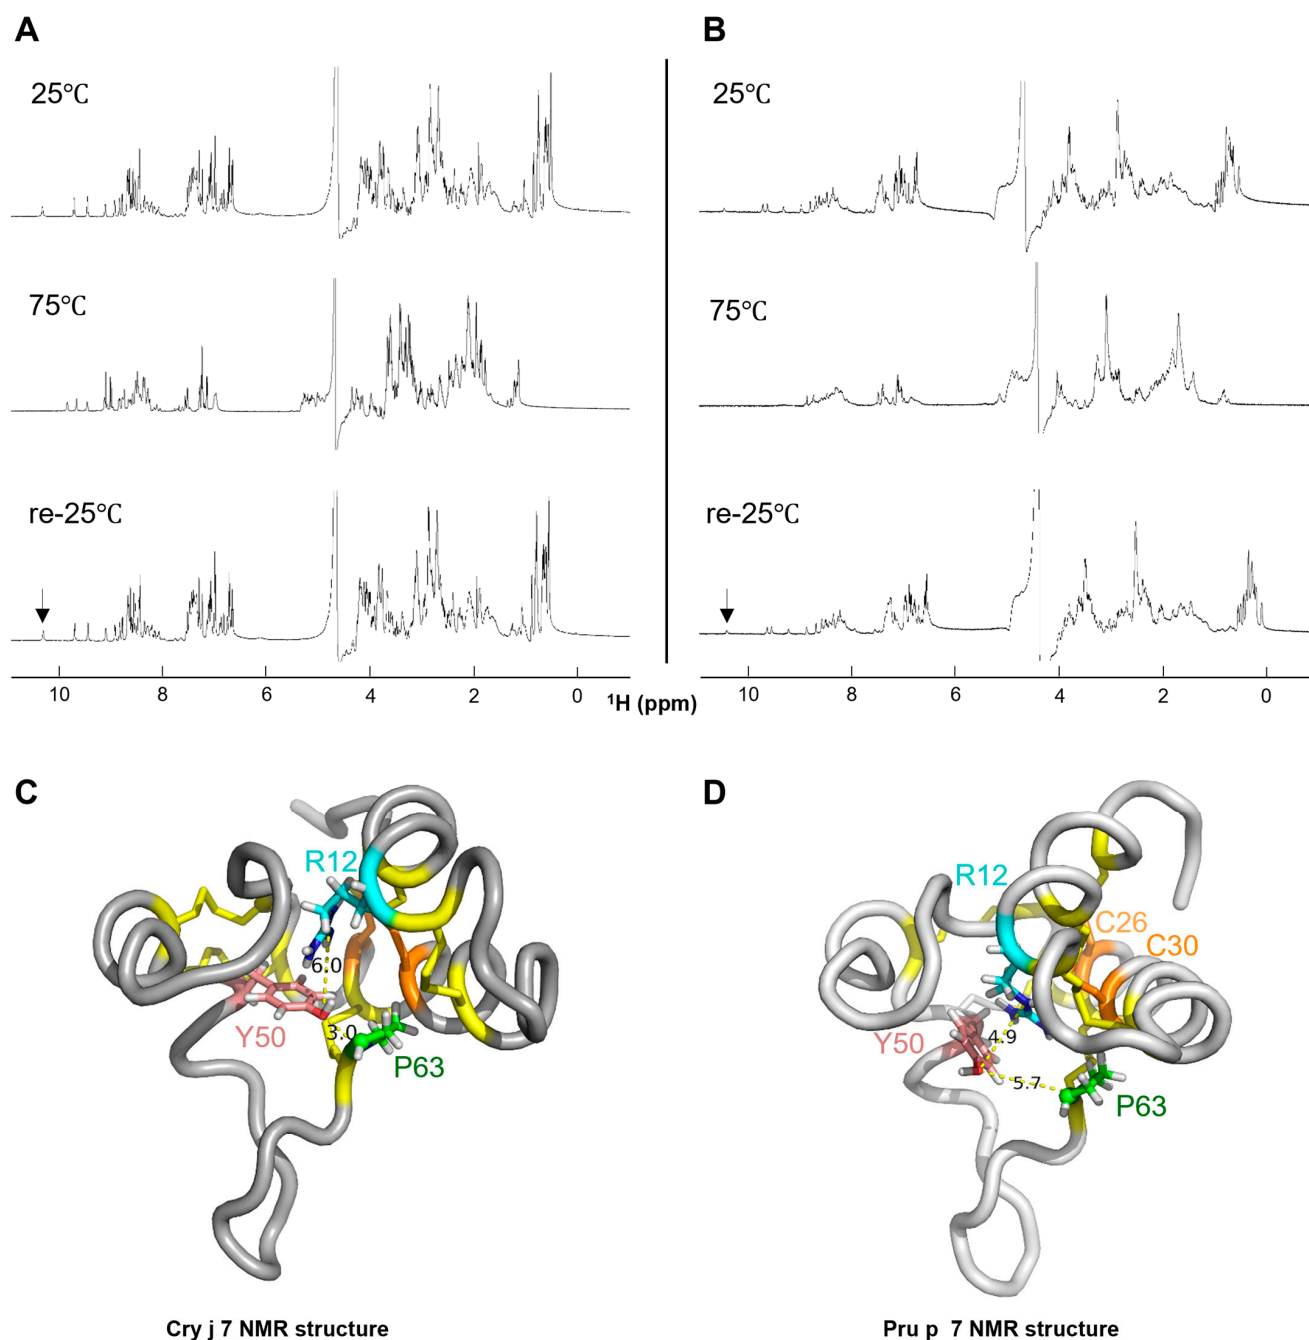 A
B
25℃
25℃
75℃
75℃
re-25℃
re-25℃
10 8 6 4 2 0
10 8 6 4 2 0
¹H (ppm)
C
D
R12
6.0
Y50
3.0
P63
R12
C26
C30
Y50
4.9
5.7
P63
Cry j 7 NMR structure
Pru p 7 NMR structure